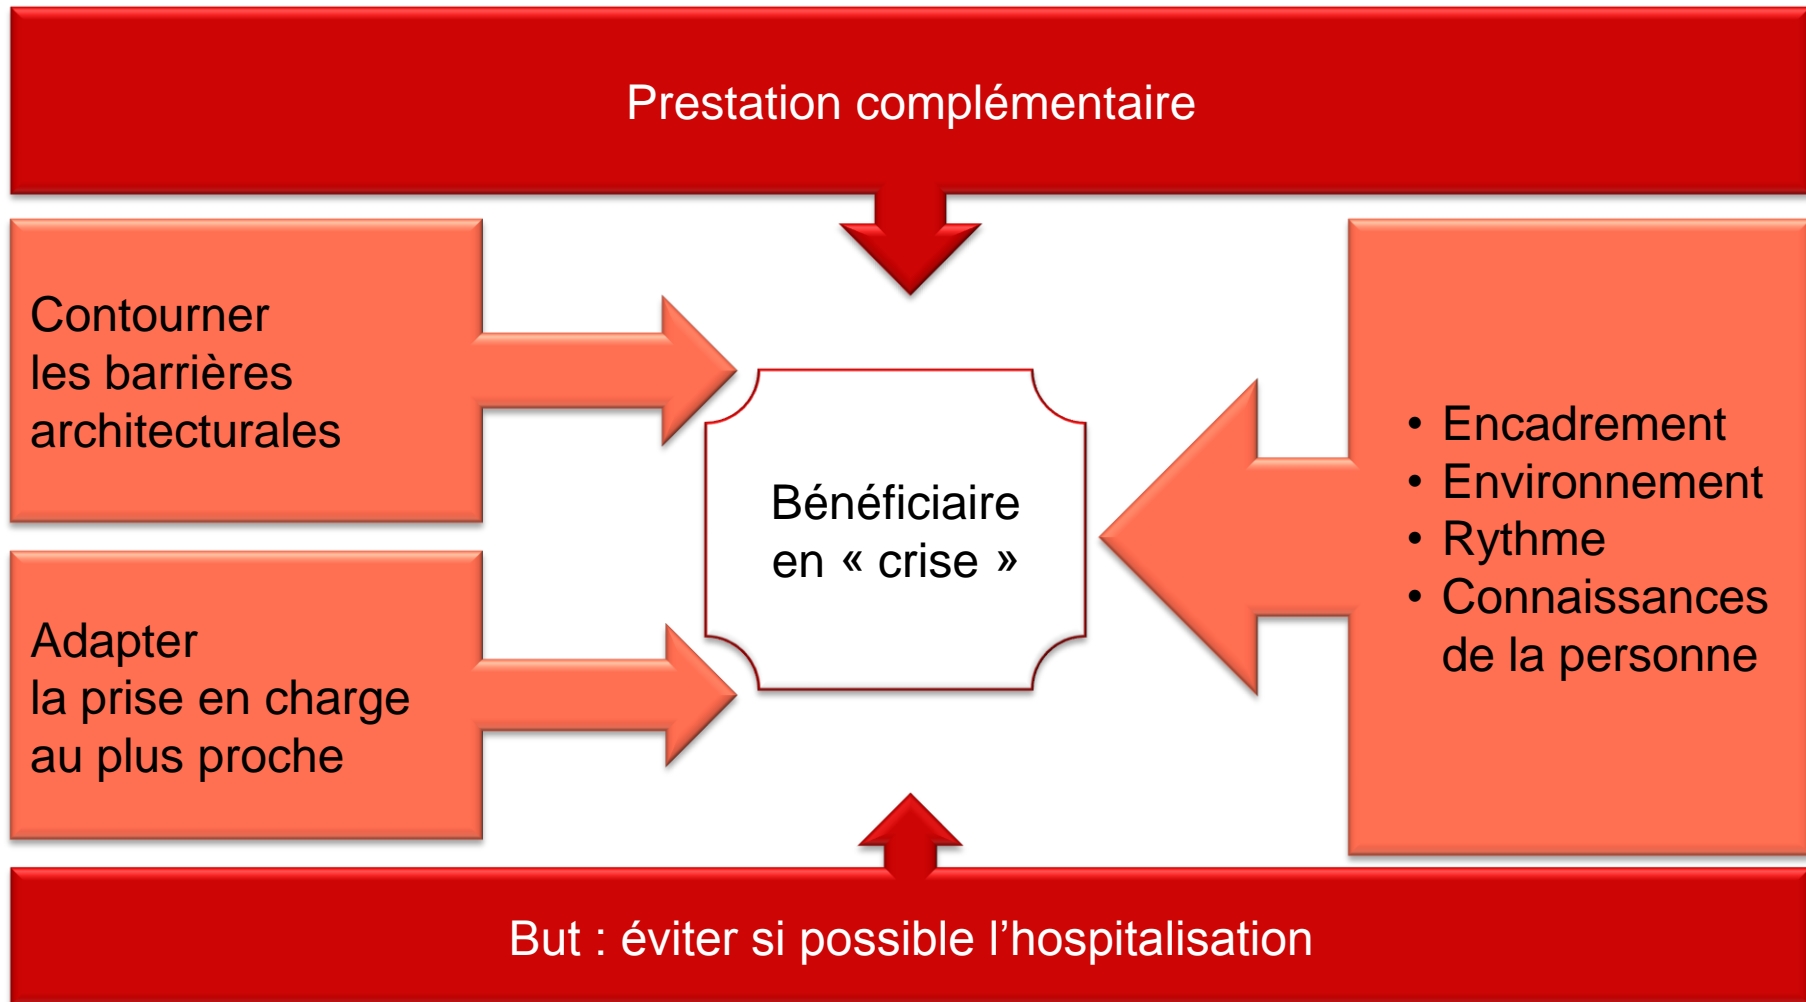 Prestation complémentaire
Contourner
les barrières
architecturales
Adapter
la prise en charge
au plus proche
Bénéficiaire
en « crise »
• Encadrement
• Environnement
• Rythme
• Connaissances
de la personne
But : éviter si possible l’hospitalisation